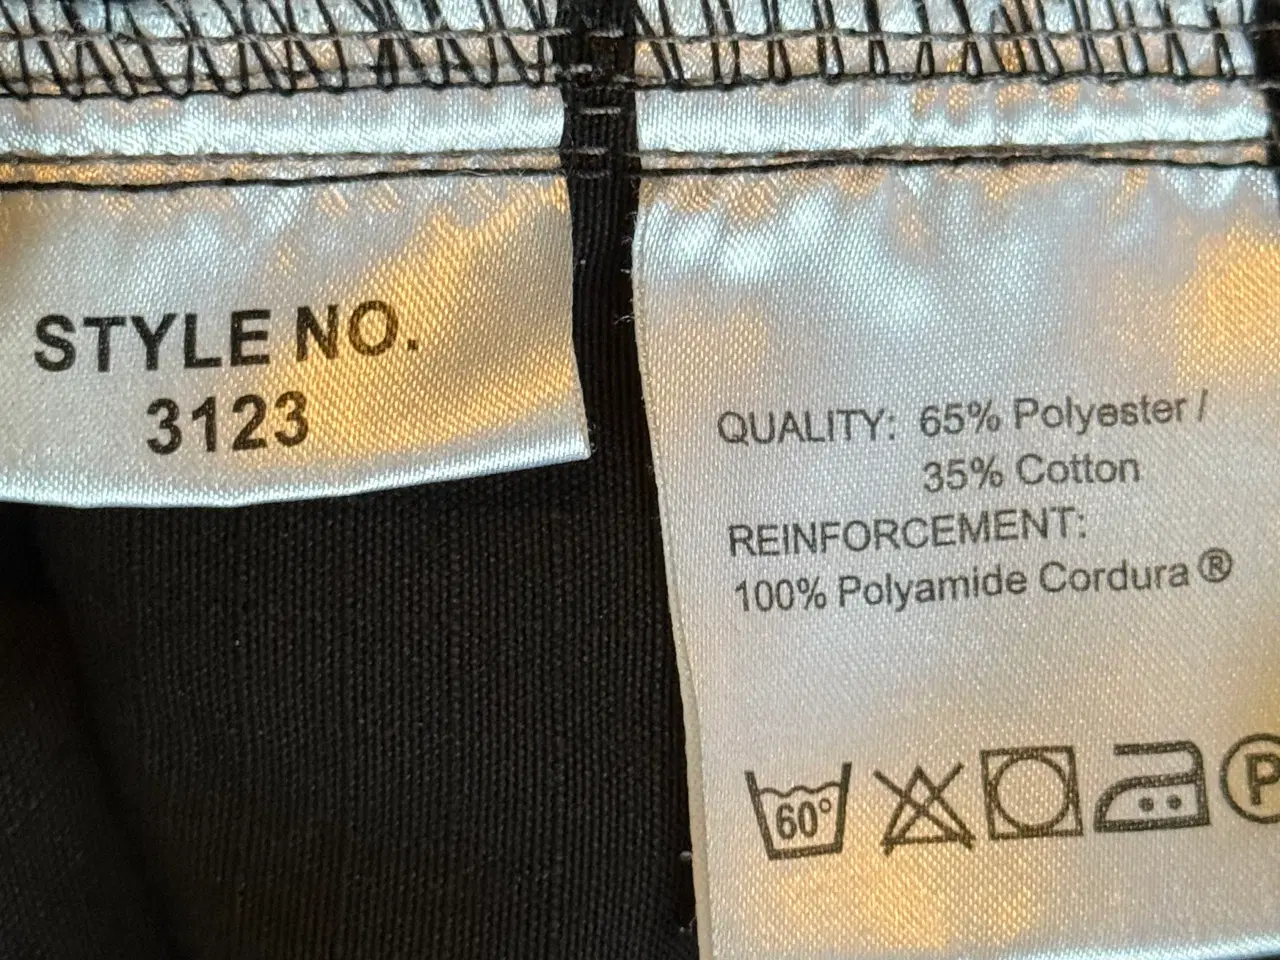 STYLE NO.
3123
QUALITY: 65% Polyester /
35% Cotton
REINFORCEMENT:
100% Polyamide Cordura®
60°
P